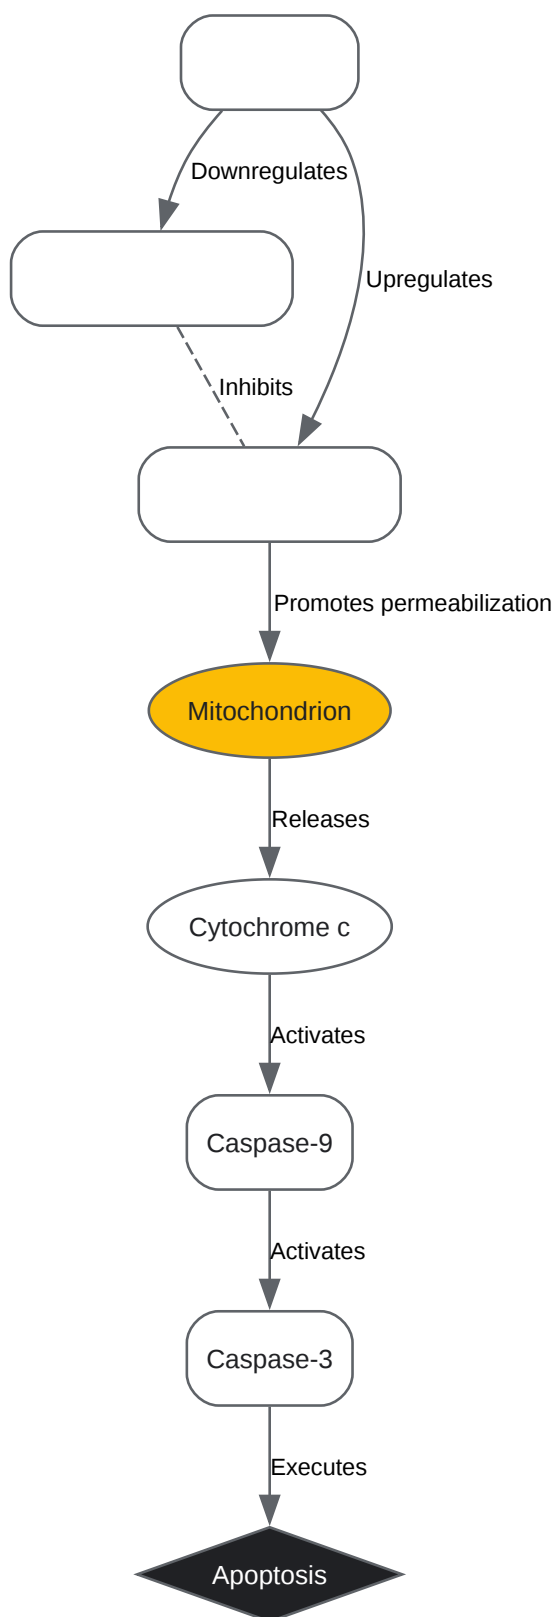 Downregulates
Upregulates
Inhibits
Promotes permeabilization
Mitochondrion
Releases
Cytochrome c
Activates
Caspase-9
Activates
Caspase-3
Executes
Apoptosis